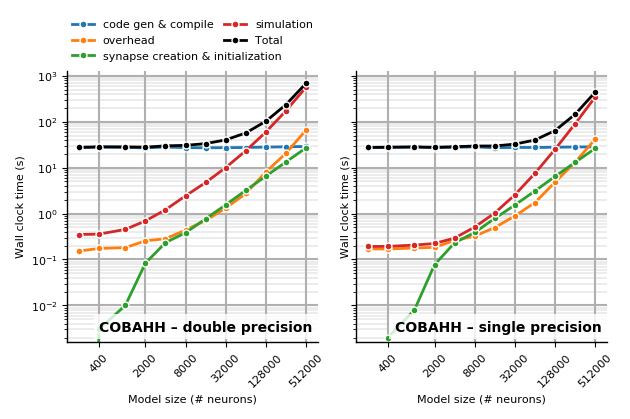 code gen & compile
overhead
synapse creation & initialization
simulation
Total
Wall clock time (s)
10³
10²
10¹
10⁰
10⁻¹
10⁻²
COBAHH – double precision
400
2000
8000
32000
128000
512000
Model size (# neurons)
Wall clock time (s)
COBAHH – single precision
400
2000
8000
32000
128000
512000
Model size (# neurons)